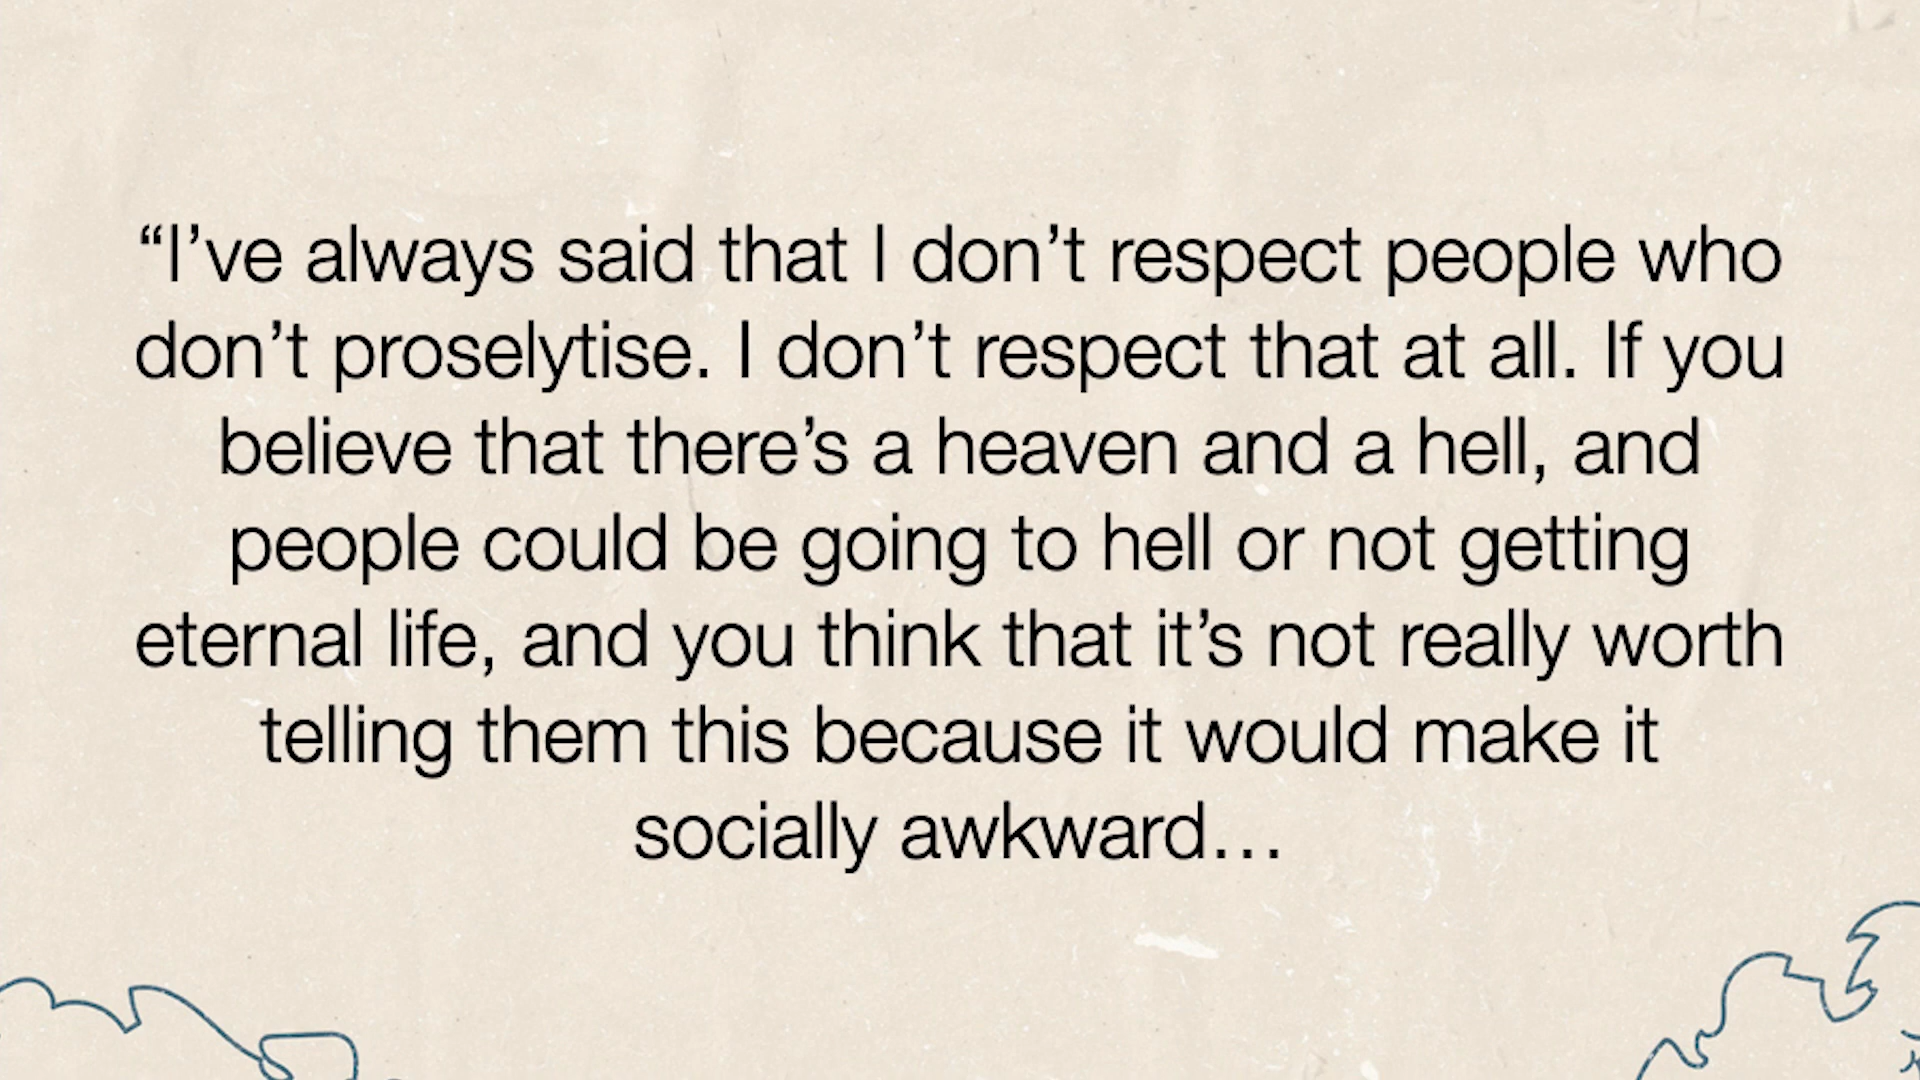 “I’ve always said that I don’t respect people who
don’t proselytise. I don’t respect that at all. If you
believe that there’s a heaven and a hell, and
people could be going to hell or not getting
eternal life, and you think that it’s not really worth
telling them this because it would make it
socially awkward…